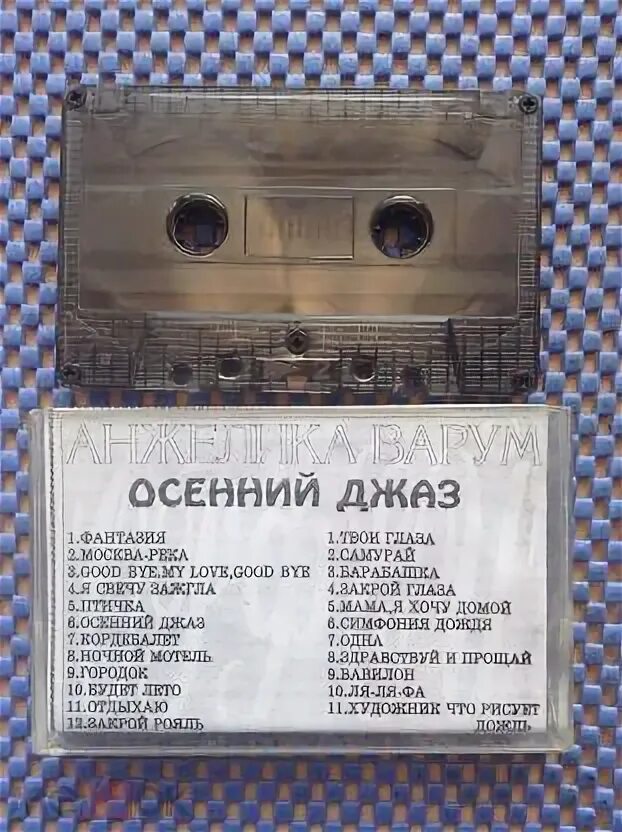 АНЖЕЛИКА ВАРУМ
ОСЕННИЙ ДЖАЗ
1.ФАНТАЗИЯ
2.МОСКВА-РЕКА
3.GOOD BYE,MY LOVE,GOOD BYE
4.Я СВЕЧУ ЗАЖГЛА
5.ПТИЧКА
6.ОСЕННИЙ ДЖАЗ
7.КОРДЕБАЛЕТ
8.НОЧНОЙ МОТЕЛЬ
9.ГОРОДОК
10.БУДЕТ ЛЕТО
11.ОТДЫХАЮ
12.ЗАКРОЙ РОЯЛЬ
1.ТВОИ ГЛАЗА
2.САМУРАЙ
3.БАРАБАШКА
4.ЗАКРОЙ ГЛАЗА
5.МАМА,Я ХОЧУ ДОМОЙ
6.СИМФОНИЯ ДОЖДЯ
7.ОДНА
8.ЗДРАВСТВУЙ И ПРОЩАЙ
9.ВАВИЛОН
10.ЛЯ-ЛЯ-ФА
11.ХУДОЖНИК ЧТО РИСУЕТ
ДОЖДЬ